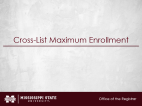 Cross-List Maximum Enrollment
MISSISSIPPI STATE
UNIVERSITY
Office of the Registrar